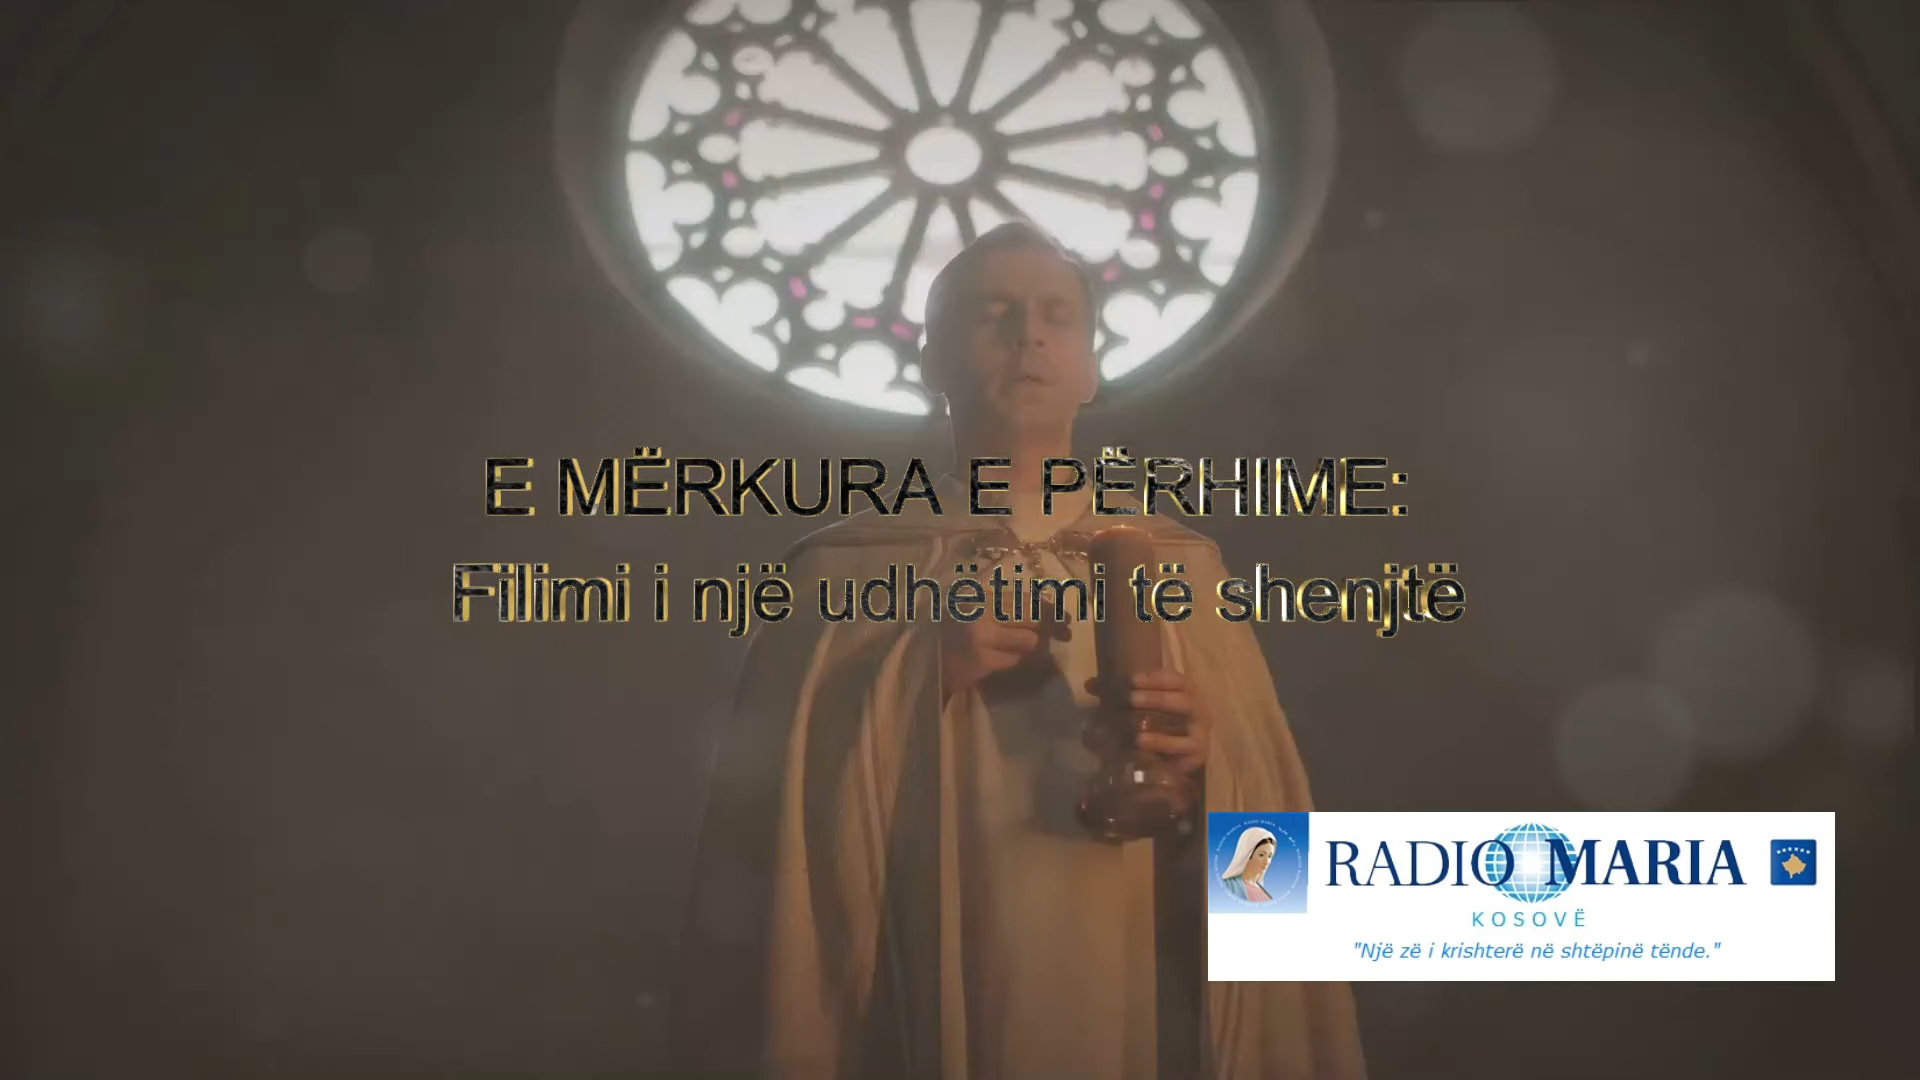 E MËRKURA E PËRHIME:
Filimi i një udhëtimi të shenjtë
RADIO MARIA
KOSOVË
"Një zë i krishterë në shtëpinë tënde."